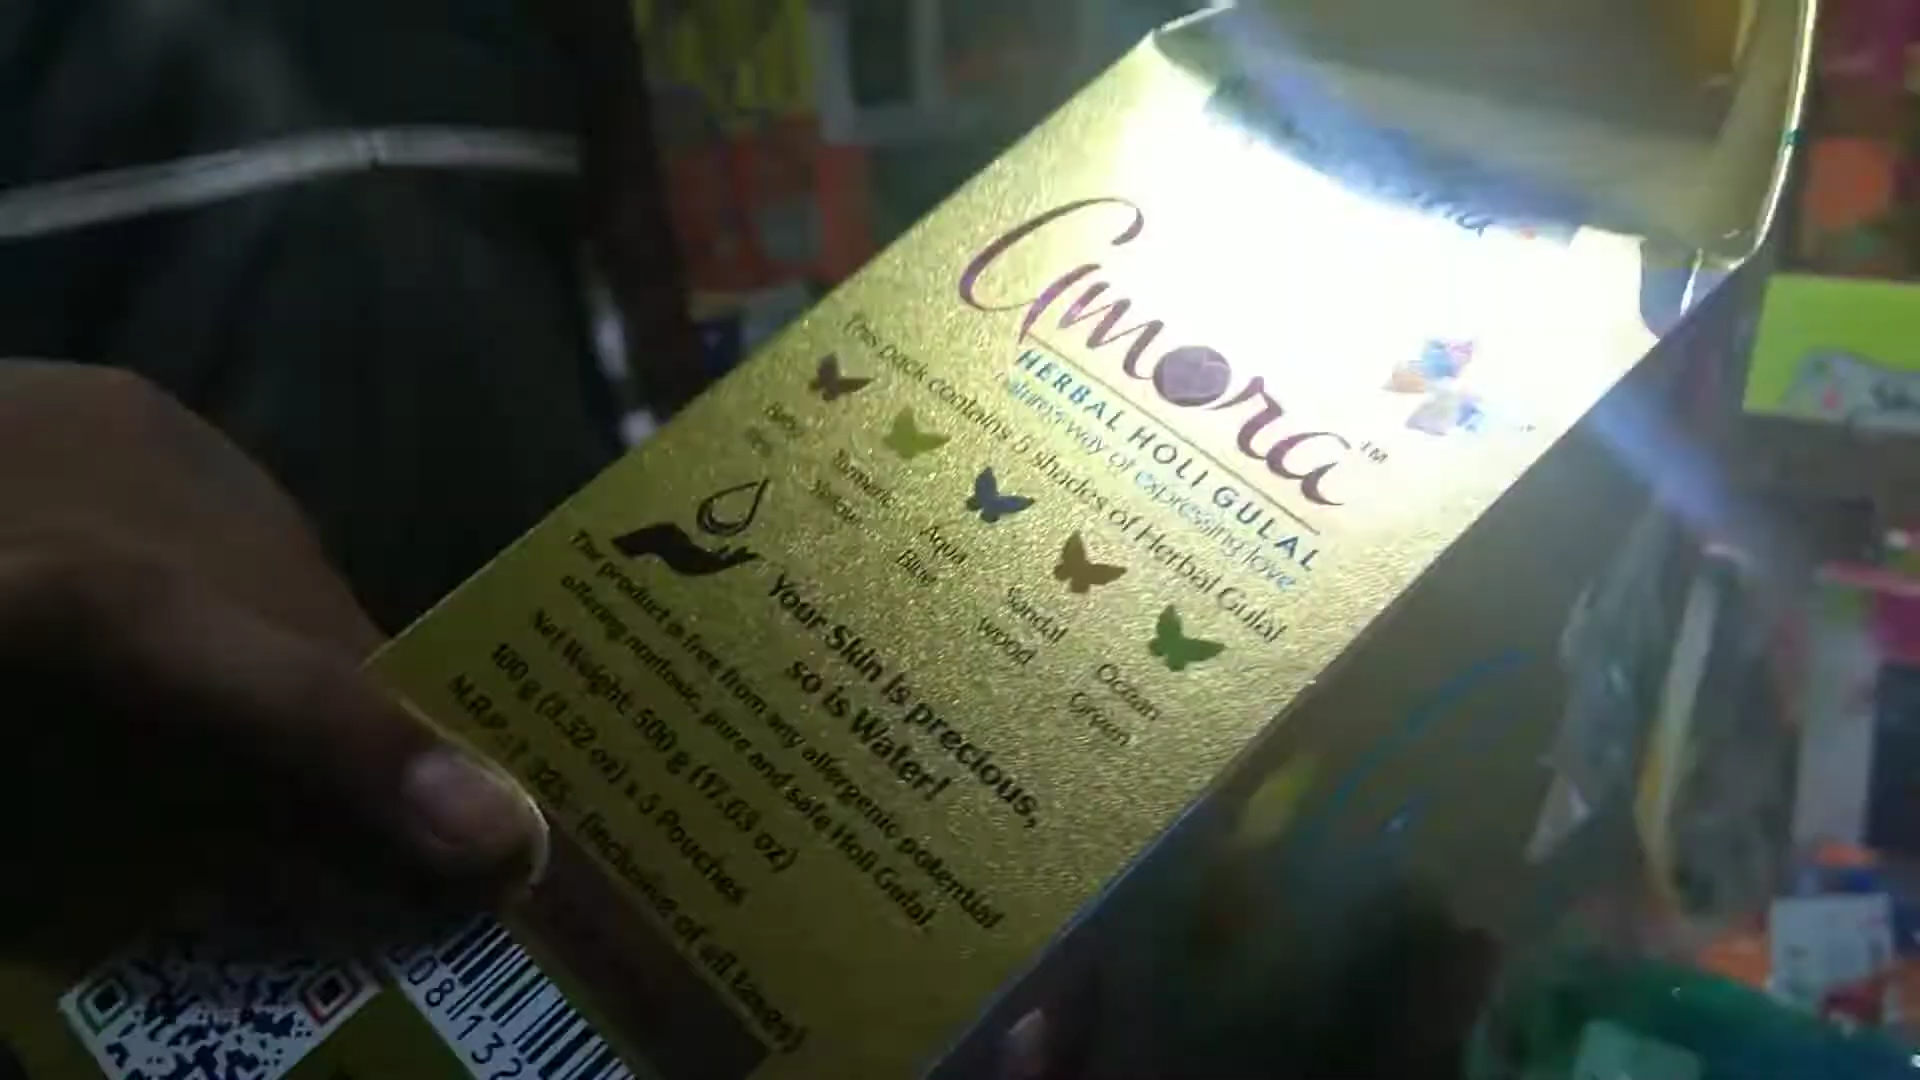 Amora™
HERBAL HOLI GULAL
way of expressing love
This pack contains 5 shades of Herbal Gulal
Turmeric
Aqua
Blue
Sandal
wood
Ocean
Green
Your Skin is precious,
so is Water!
The product is free from any allergenic potential
offering nontoxic, pure and safe Holi Gulal.
Net Weight: 500 g (17.63 oz)
100 g (3.52 oz) x 5 Pouches
M.R.P.: (Inclusive of all taxes)
08132